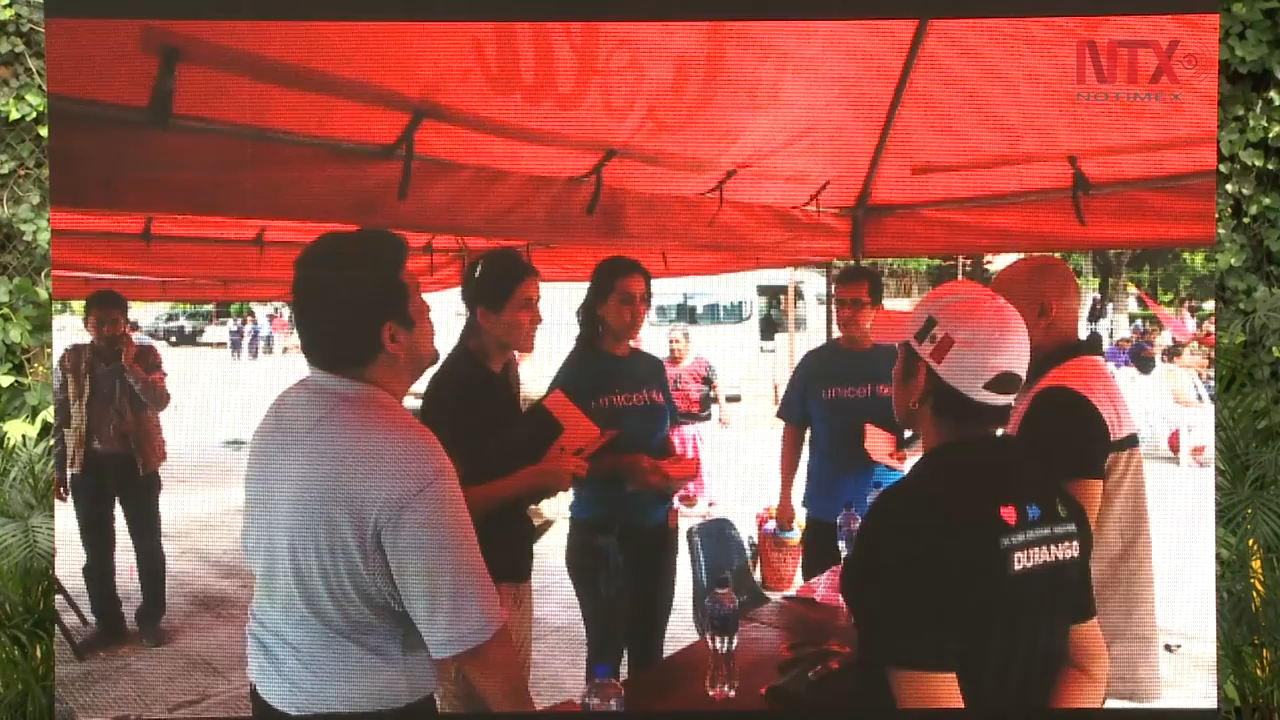 NTX
NOTIMEX
unicef
unicef
DURANGO